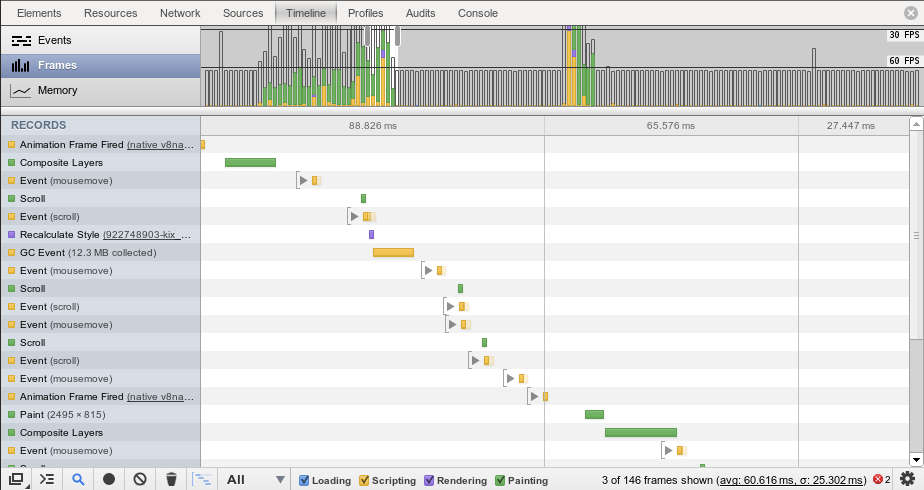 Elements Resources Network Sources Timeline Profiles Audits Console
Events
30 FPS
Frames
60 FPS
Memory
RECORDS 88.826 ms 65.576 ms 27.447 ms
Animation Frame Fired (native v8na...
Composite Layers
Event (mousemove)
Scroll
Event (scroll)
Recalculate Style (922748903-kix_...
GC Event (12.3 MB collected)
Event (mousemove)
Scroll
Event (scroll)
Event (mousemove)
Scroll
Event (scroll)
Event (mousemove)
Animation Frame Fired (native v8na...
Paint (2495 × 815)
Composite Layers
Event (mousemove)
All Loading Scripting Rendering Painting 3 of 146 frames shown (avg: 60.616 ms, σ: 25.302 ms) 2